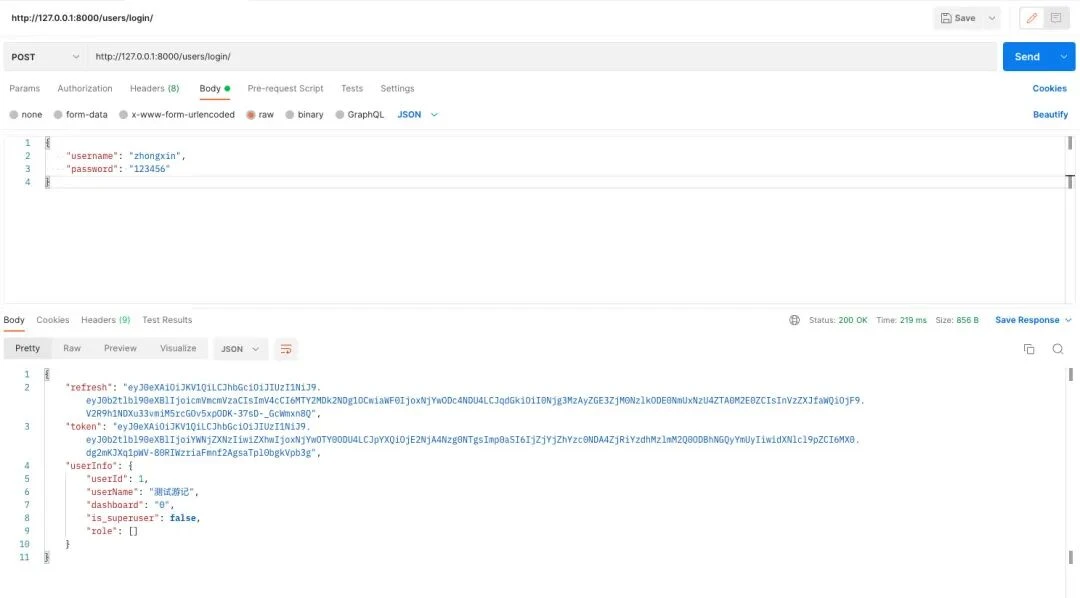 http://127.0.0.1:8000/users/login/
Save
POST http://127.0.0.1:8000/users/login/ Send
Params Authorization Headers (8) Body Pre-request Script Tests Settings Cookies
none form-data x-www-form-urlencoded raw binary GraphQL JSON Beautify
1 {
2 "username": "zhongxin",
3 "password": "123456"
4 }
Body Cookies Headers (9) Test Results Status: 200 OK Time: 219 ms Size: 856 B Save Response
Pretty Raw Preview Visualize JSON
1 {
2 "refresh": "eyJ0eXAiOiJKV1QiLCJhbGciOiJIUzI1NiJ9.
3 "token": "eyJ0eXAiOiJKV1QiLCJhbGciOiJIUzI1NiJ9.
4 "userInfo": {
5 "userId": 1,
6 "userName": "测试游记",
7 "dashboard": "0",
8 "is_superuser": false,
9 "role": []
10 }
11 }